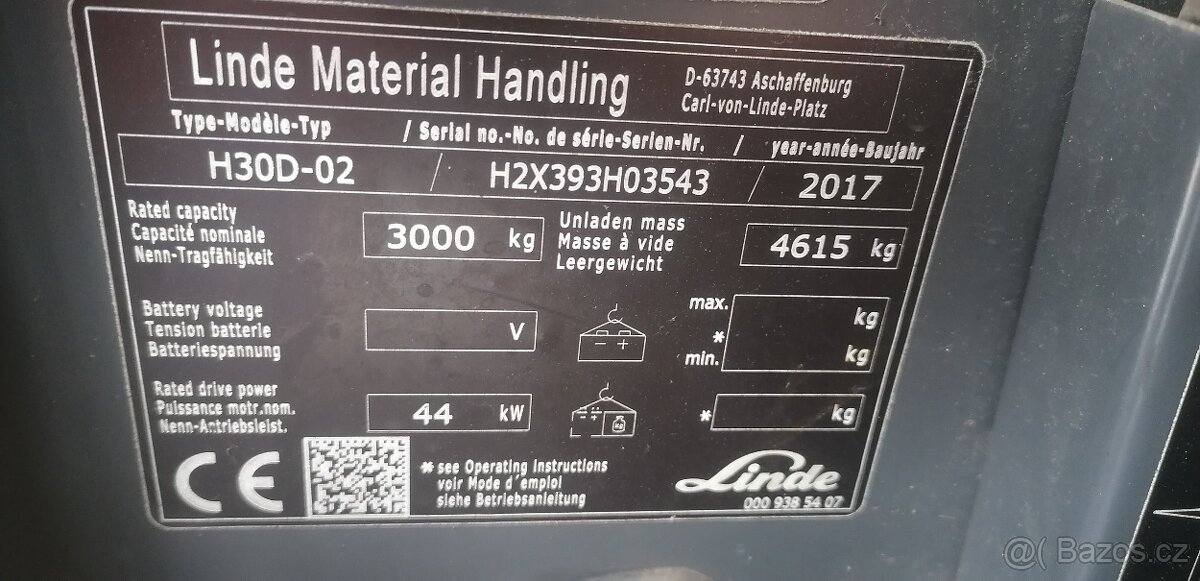 Linde Material Handling
D-63743 Aschaffenburg
Carl-von-Linde-Platz
Type-Modèle-Typ / Serial no.-No. de série-Serien-Nr. / year-année-Baujahr
H30D-02 / H2X393H03543 / 2017
Rated capacity
Capacité nominale
Nenn-Tragfähigkeit
3000 kg
Unladen mass
Masse à vide
Leergewicht
4615 kg
Battery voltage
Tension batterie
Batteriespannung
V
- +
max. kg
*
min. kg
Rated drive power
Puissance motr.nom.
Nenn-Antriebsleist.
44 kW
kg
* kg
CE
* see Operating Instructions
voir Mode d'emploi
siehe Betriebsanleitung
Linde
000 938 54 07
@( Bazos.cz